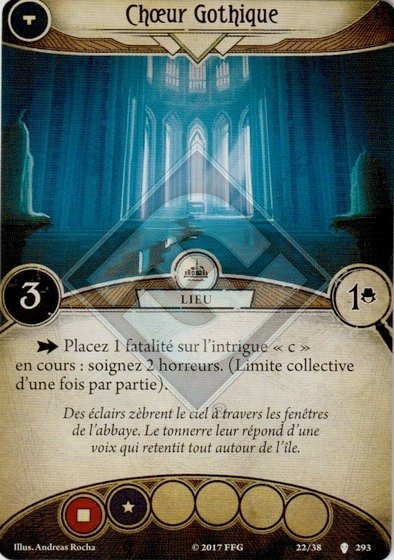 Chœur Gothique
3
LIEU
1
Placez 1 fatalité sur l'intrigue « c »
en cours : soignez 2 horreurs. (Limite collective
d'une fois par partie).
Des éclairs zèbrent le ciel à travers les fenêtres
de l'abbaye. Le tonnerre leur répond d'une
voix qui retentit tout autour de l'île.
Illus. Andreas Rocha © 2017 FFG 22/38 293